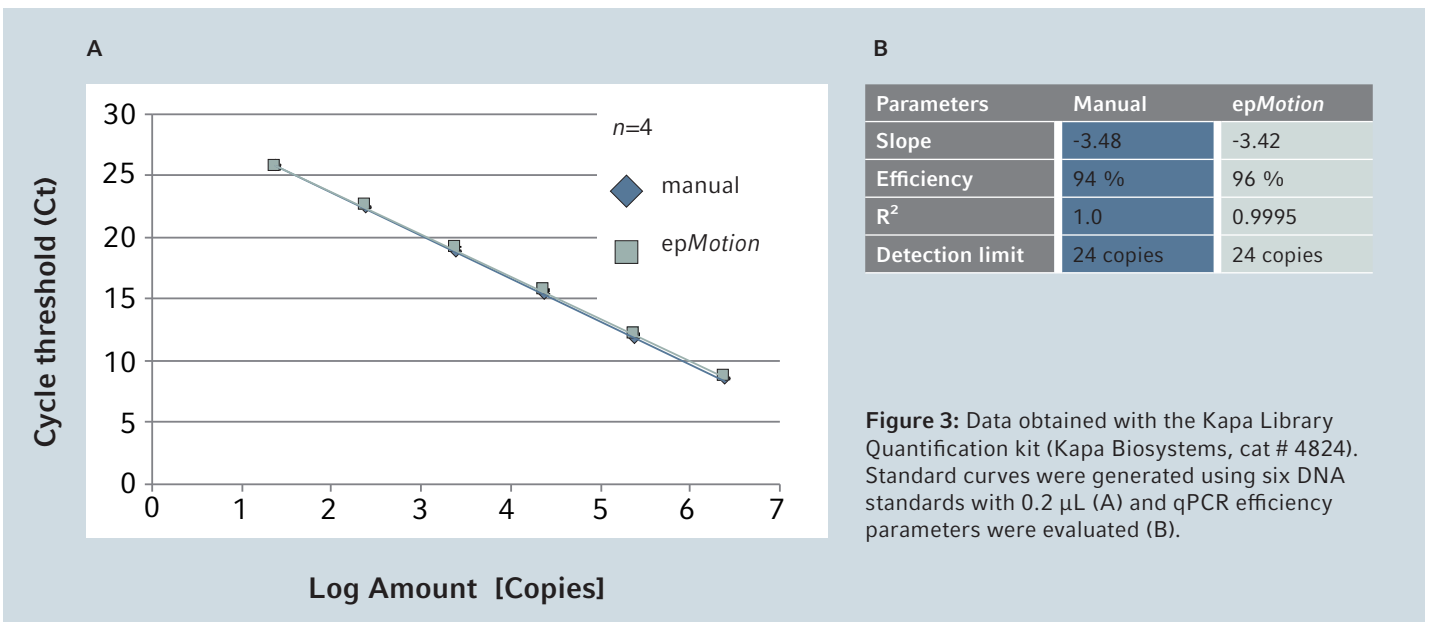 A
30
25
20
15
10
5
0
0 1 2 3 4 5 6 7
Cycle threshold (Ct)
Log Amount [Copies]
n=4
manual
epMotion
B
Parameters Manual epMotion
Slope -3.48 -3.42
Efficiency 94 % 96 %
R² 1.0 0.9995
Detection limit 24 copies 24 copies
Figure 3: Data obtained with the Kapa Library
Quantification kit (Kapa Biosystems, cat # 4824).
Standard curves were generated using six DNA
standards with 0.2 µL (A) and qPCR efficiency
parameters were evaluated (B).